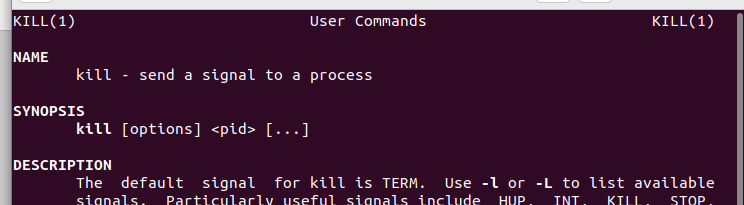 KILL(1) User Commands KILL(1)
NAME
kill - send a signal to a process
SYNOPSIS
kill [options] <pid> [...]
DESCRIPTION
The default signal for kill is TERM. Use -l or -L to list available
signals. Particularly useful signals include HUP, INT, KILL, STOP,